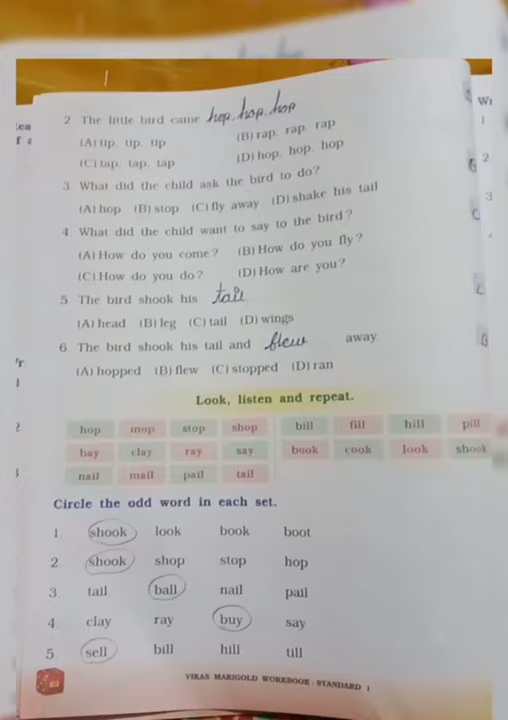 2 The little bird came hop, hop, hop
(A) tip, tip, tip (B) rap, rap, rap
(C) tap, tap, tap (D) hop, hop, hop
3. What did the child ask the bird to do?
(A) hop (B) stop (C) fly away (D) shake his tail
4 What did the child want to say to the bird?
(A) How do you come? (B) How do you fly?
(C) How do you do? (D) How are you?
5. The bird shook his tail
(A) head (B) leg (C) tail (D) wings
6. The bird shook his tail and flew away
(A) hopped (B) flew (C) stopped (D) ran
Look, listen and repeat.
hop mop stop shop bill fill hill pill
bay clay ray say book cook look shook
nail mail pail tail
Circle the odd word in each set.
1. shook look book boot
2. shook shop stop hop
3. tail ball nail pail
4 clay ray buy say
5. sell bill hill till
62 VIKAS MARIGOLD WORKBOOK : STANDARD 1